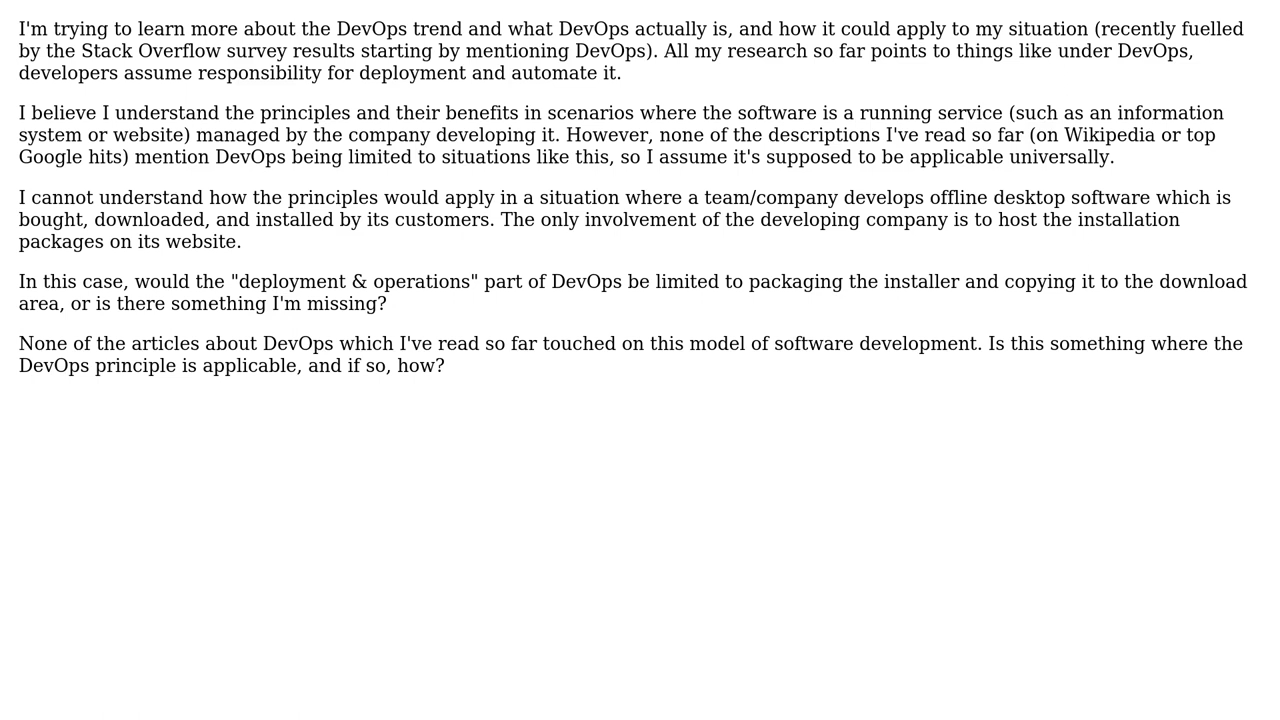 I'm trying to learn more about the DevOps trend and what DevOps actually is, and how it could apply to my situation (recently fuelled
by the Stack Overflow survey results starting by mentioning DevOps). All my research so far points to things like under DevOps,
developers assume responsibility for deployment and automate it.
I believe I understand the principles and their benefits in scenarios where the software is a running service (such as an information
system or website) managed by the company developing it. However, none of the descriptions I've read so far (on Wikipedia or top
Google hits) mention DevOps being limited to situations like this, so I assume it's supposed to be applicable universally.
I cannot understand how the principles would apply in a situation where a team/company develops offline desktop software which is
bought, downloaded, and installed by its customers. The only involvement of the developing company is to host the installation
packages on its website.
In this case, would the "deployment & operations" part of DevOps be limited to packaging the installer and copying it to the download
area, or is there something I'm missing?
None of the articles about DevOps which I've read so far touched on this model of software development. Is this something where the
DevOps principle is applicable, and if so, how?